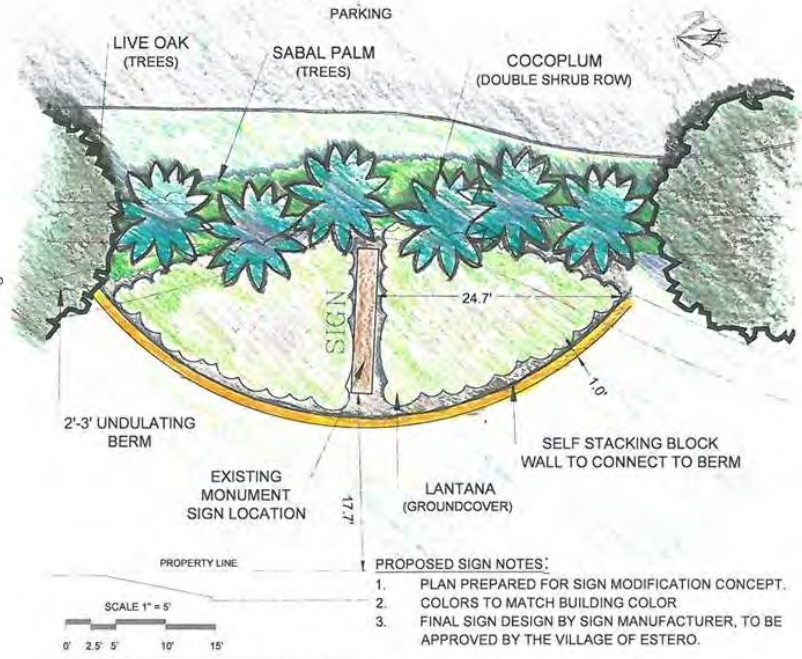 PARKING
LIVE OAK
(TREES)
SABAL PALM
(TREES)
COCOPLUM
(DOUBLE SHRUB ROW)
N
SIGN
24.7'
1.0'
2'-3' UNDULATING
BERM
EXISTING
MONUMENT
SIGN LOCATION
17.7'
LANTANA
(GROUNDCOVER)
SELF STACKING BLOCK
WALL TO CONNECT TO BERM
PROPERTY LINE
SCALE 1" = 5'
0' 2.5' 5' 10' 15'
PROPOSED SIGN NOTES:
1. PLAN PREPARED FOR SIGN MODIFICATION CONCEPT.
2. COLORS TO MATCH BUILDING COLOR
3. FINAL SIGN DESIGN BY SIGN MANUFACTURER, TO BE
APPROVED BY THE VILLAGE OF ESTERO.